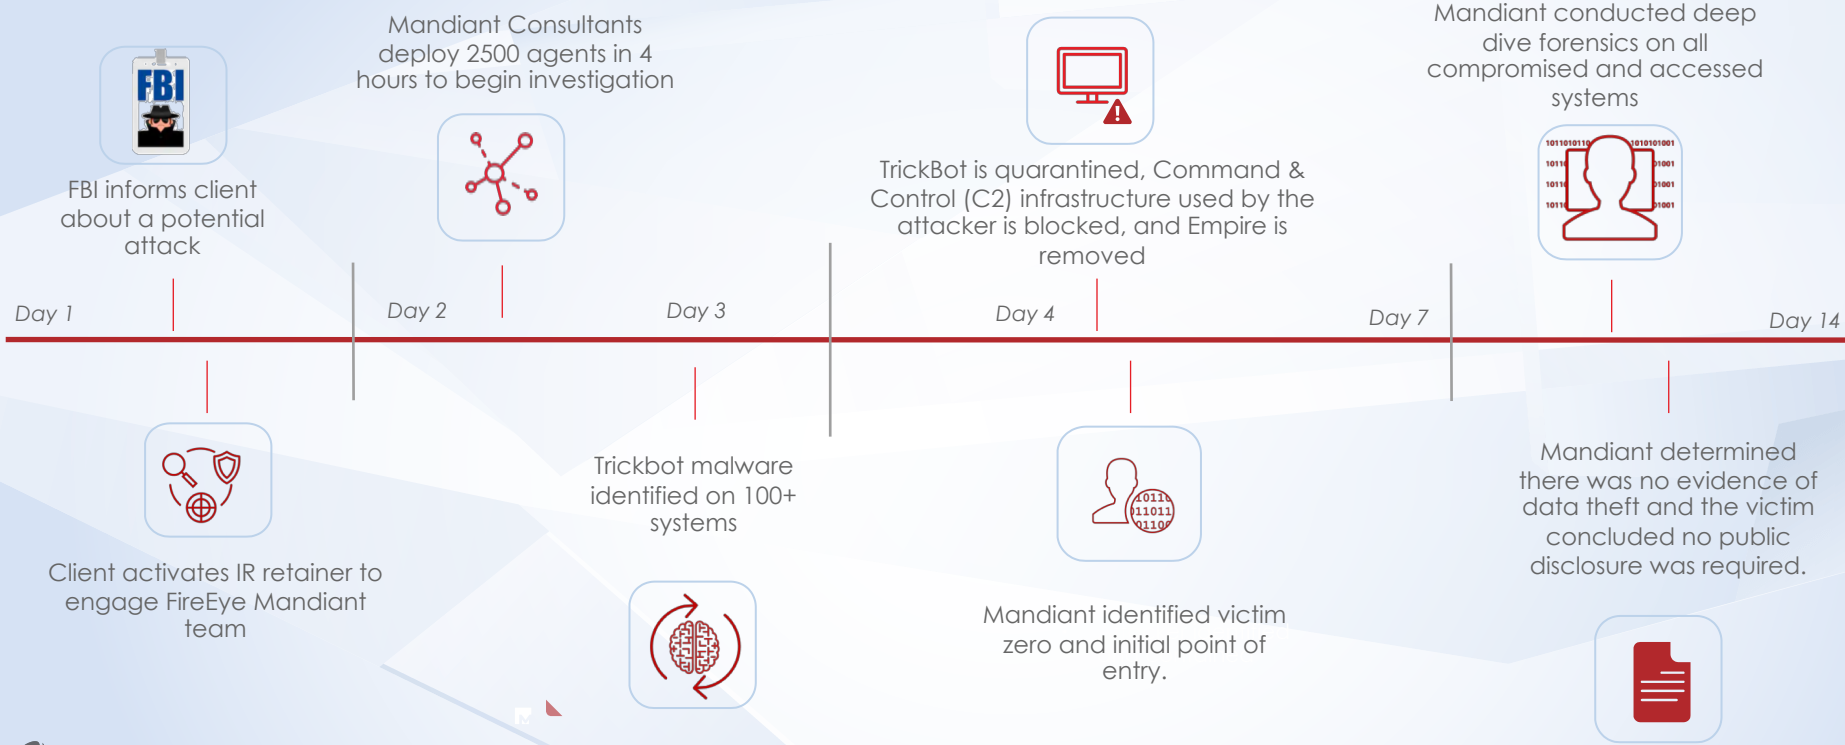 Mandiant Consultants
deploy 2500 agents in 4
hours to begin investigation
Mandiant conducted deep
dive forensics on all
compromised and accessed
systems
FBI
FBI informs client
about a potential
attack
TrickBot is quarantined, Command &
Control (C2) infrastructure used by the
attacker is blocked, and Empire is
removed
Day 1
Day 2
Day 3
Day 4
Day 7
Day 14
Client activates IR retainer to
engage FireEye Mandiant
team
Trickbot malware
identified on 100+
systems
Mandiant identified victim
zero and initial point of
entry.
Mandiant determined
there was no evidence of
data theft and the victim
concluded no public
disclosure was required.